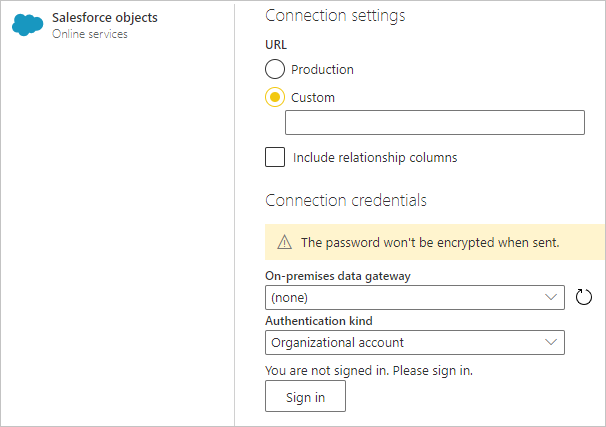 Salesforce objects
Online services
Connection settings
URL
Production
Custom
Include relationship columns
Connection credentials
The password won't be encrypted when sent.
On-premises data gateway
(none)
Authentication kind
Organizational account
You are not signed in. Please sign in.
Sign in